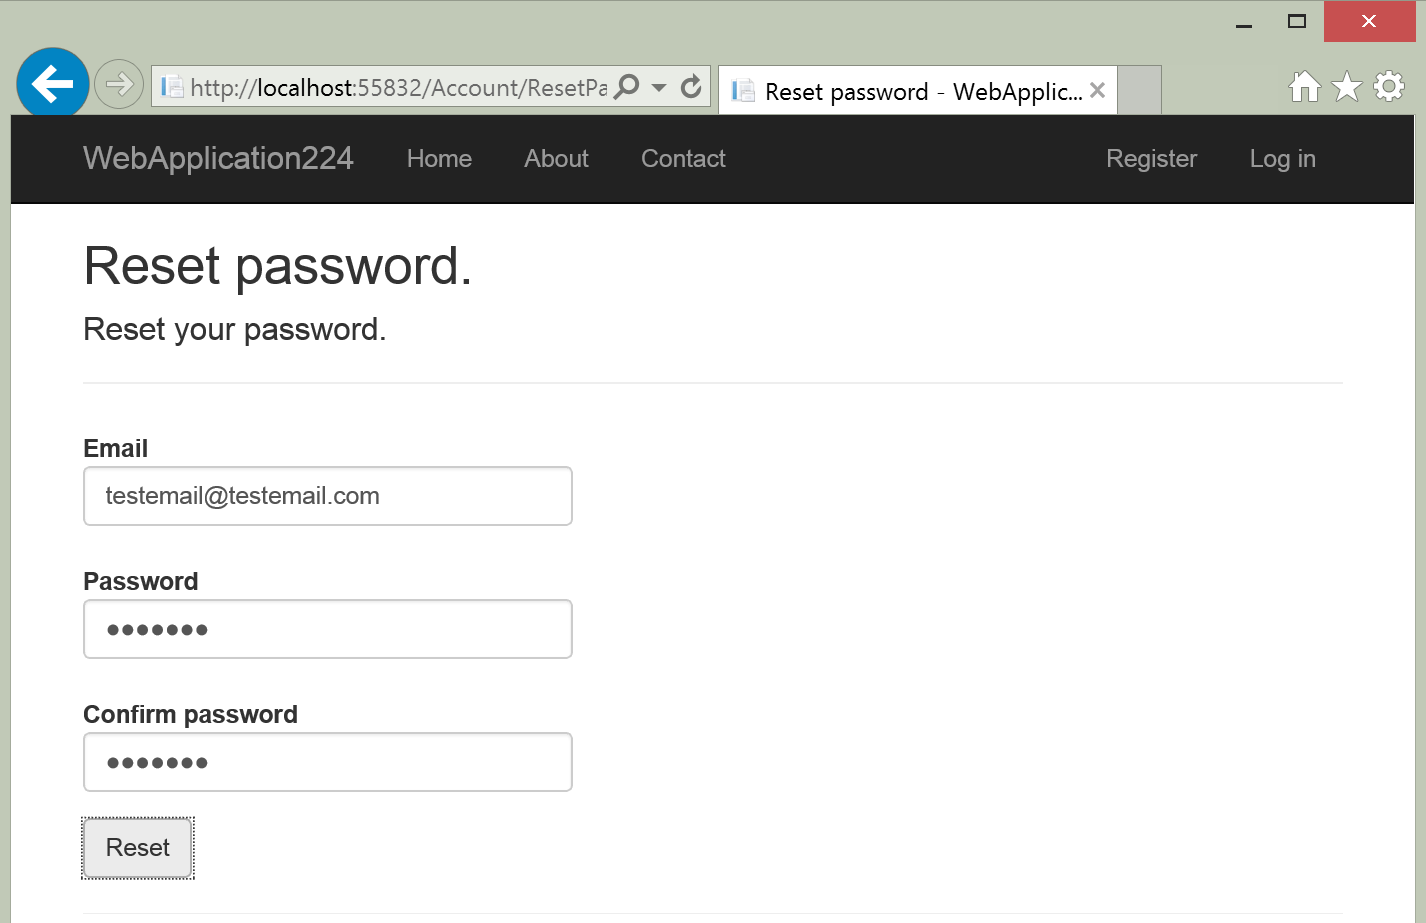 http://localhost:55832/Account/ResetPa
Reset password - WebApplic...
WebApplication224 Home About Contact Register Log in
Reset password.
Reset your password.
Email
testemail@testemail.com
Password
•••••••
Confirm password
•••••••
Reset